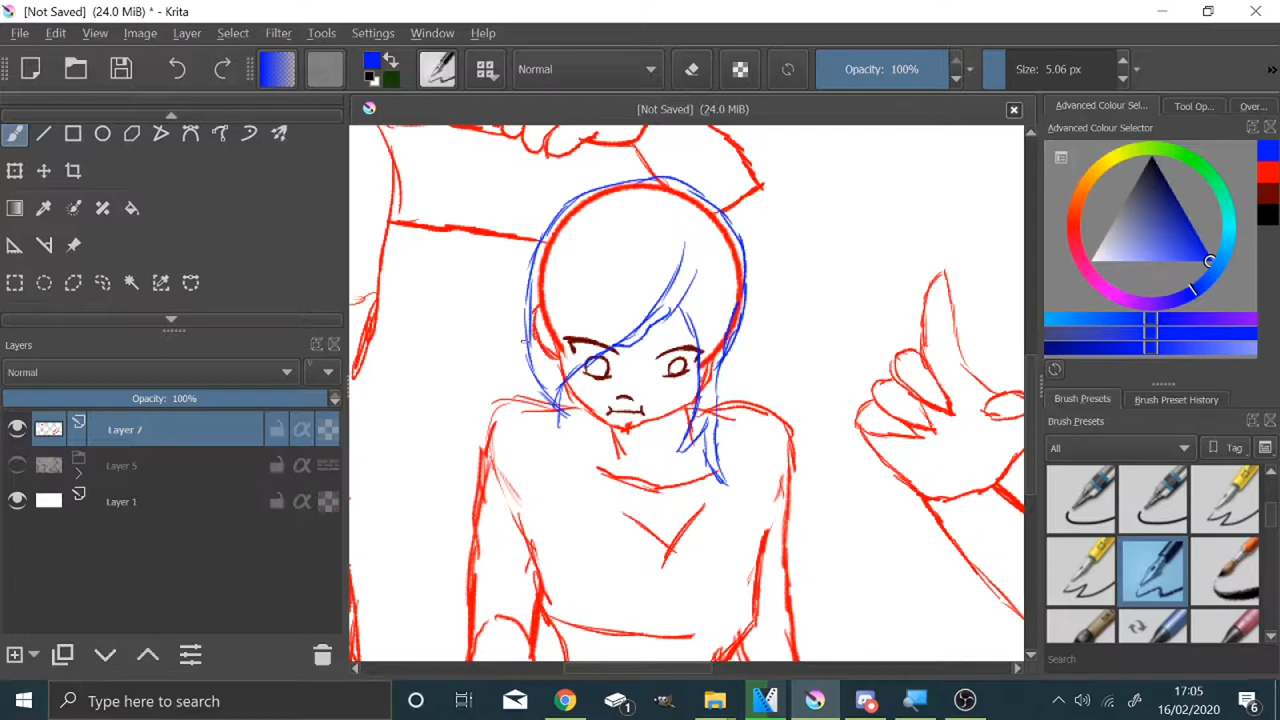 [Not Saved] (24.0 MiB) * - Krita
File Edit View Image Layer Select Filter Tools Settings Window Help
Normal Opacity: 100% Size: 5.06 px
[Not Saved] (24.0 MiB)
Advanced Colour Sel... Tool Op... Over...
Advanced Colour Selector
Layers
Normal
Opacity: 100%
Layer 7
Layer 5
Layer 1
Brush Presets Brush Preset History
Brush Presets
All Tag
Search
Type here to search
1
17:05
16/02/2020
6